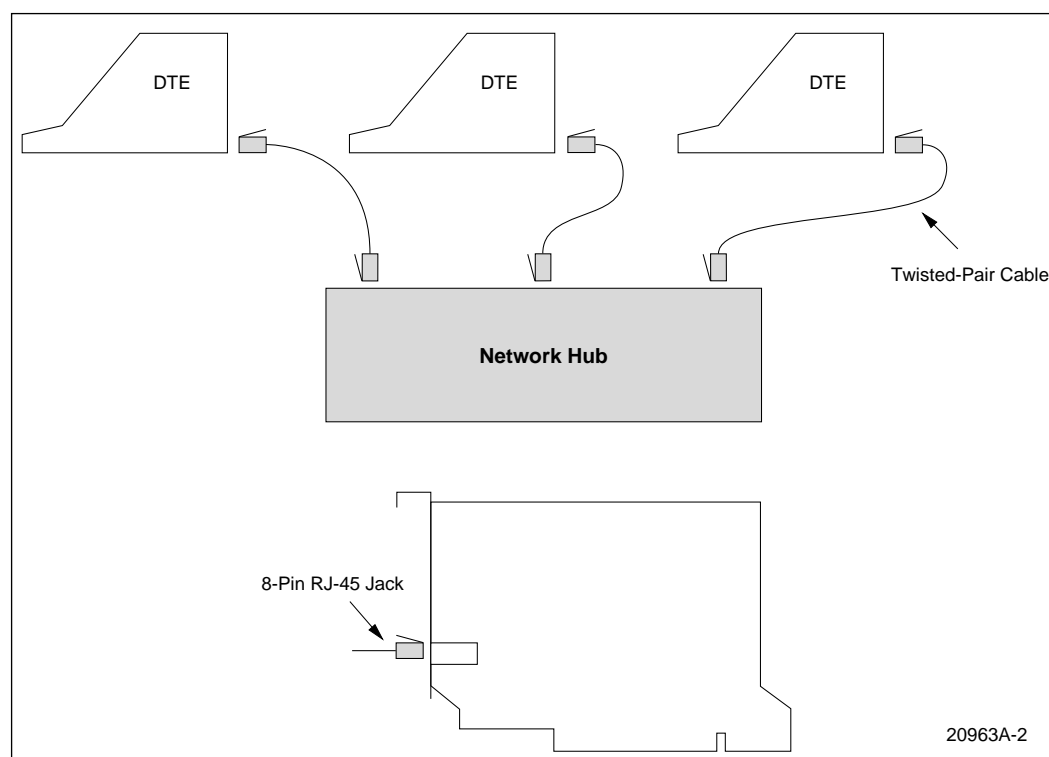 DTE
DTE
DTE
Twisted-Pair Cable
Network Hub
8-Pin RJ-45 Jack
20963A-2